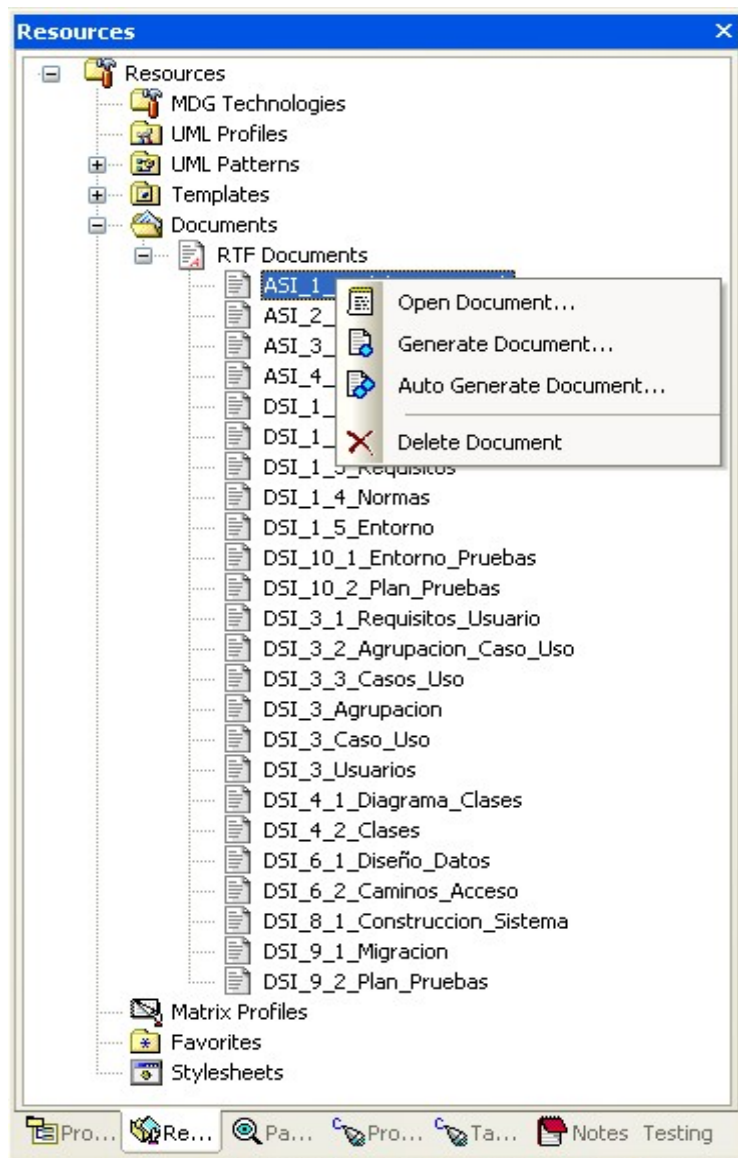 Resources
Resources
MDG Technologies
UML Profiles
UML Patterns
Templates
Documents
RTF Documents
ASI_1_
Open Document...
ASI_2_
ASI_3_
Generate Document...
ASI_4_
Auto Generate Document...
DSI_1_
DSI_1_
Delete Document
DSI_1_3_Requisitos
DSI_1_4_Normas
DSI_1_5_Entorno
DSI_10_1_Entorno_Pruebas
DSI_10_2_Plan_Pruebas
DSI_3_1_Requisitos_Usuario
DSI_3_2_Agrupacion_Caso_Uso
DSI_3_3_Casos_Uso
DSI_3_Agrupacion
DSI_3_Caso_Uso
DSI_3_Usuarios
DSI_4_1_Diagrama_Clases
DSI_4_2_Clases
DSI_6_1_Diseño_Datos
DSI_6_2_Caminos_Acceso
DSI_8_1_Construccion_Sistema
DSI_9_1_Migracion
DSI_9_2_Plan_Pruebas
Matrix Profiles
Favorites
Stylesheets
Pro... Re... Pa... Pro... Ta... Notes Testing